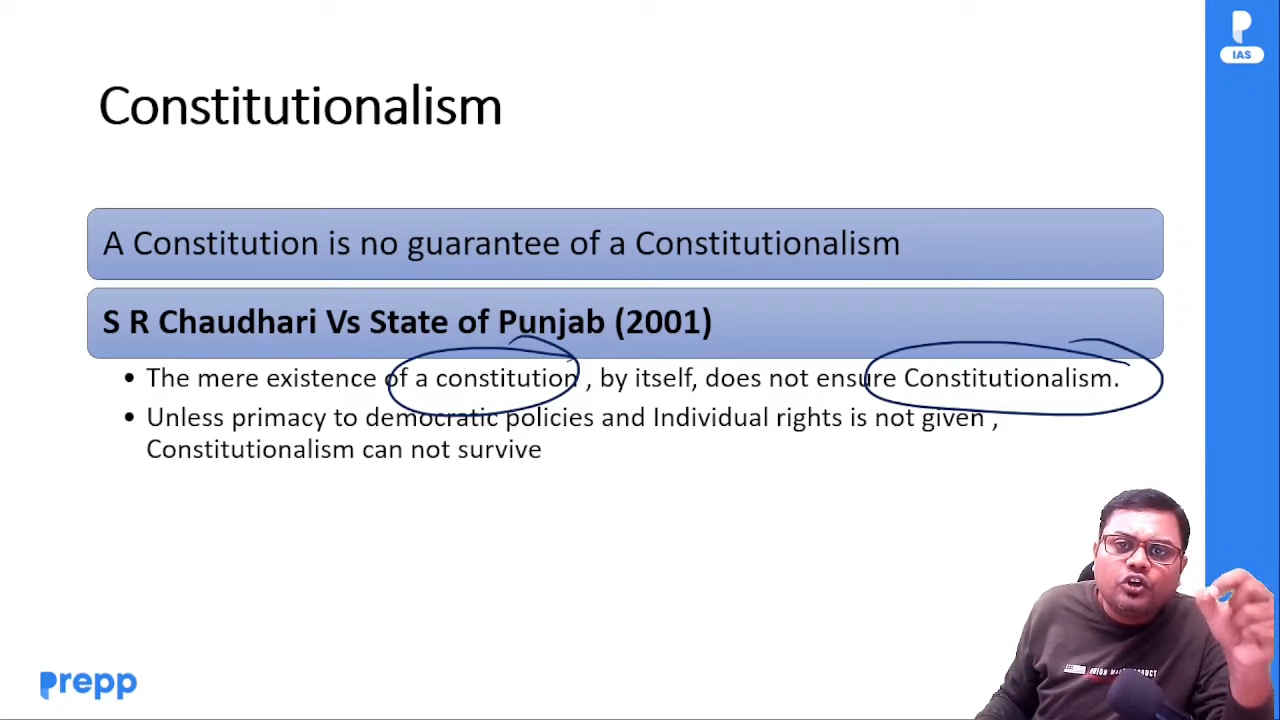 IAS
Constitutionalism
A Constitution is no guarantee of a Constitutionalism
S R Chaudhari Vs State of Punjab (2001)
• The mere existence of a constitution , by itself, does not ensure Constitutionalism.
• Unless primacy to democratic policies and Individual rights is not given ,
Constitutionalism can not survive
prepp